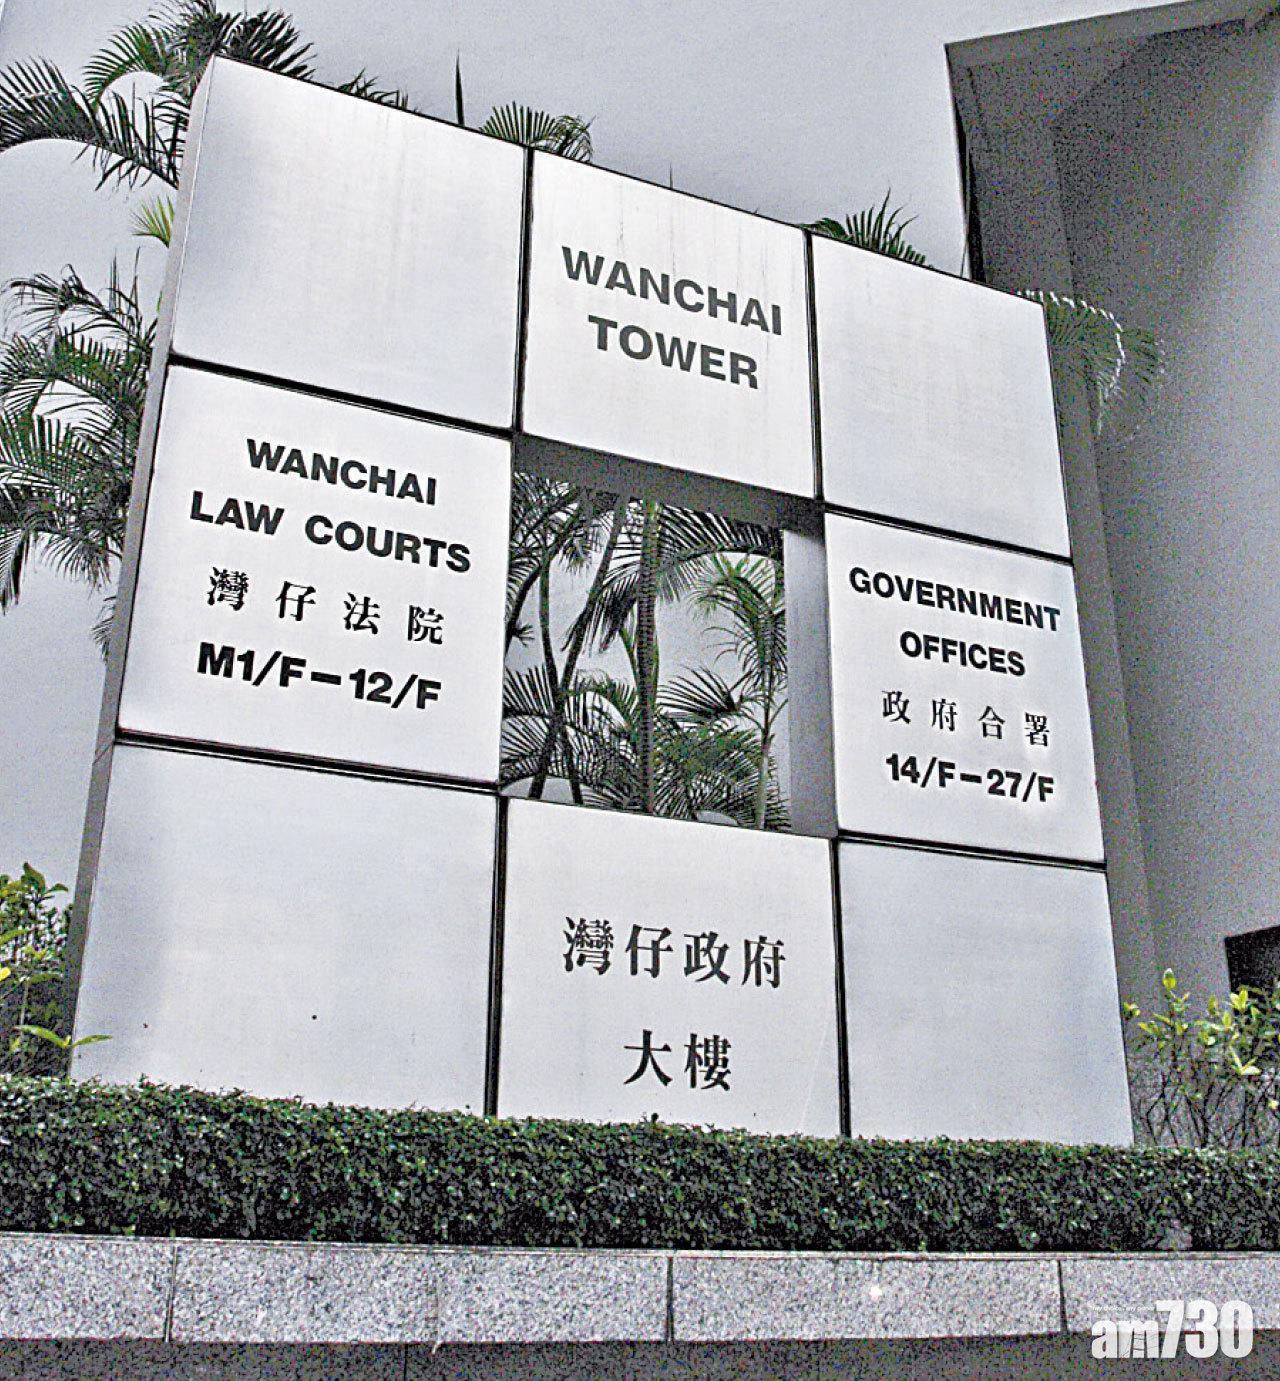 WANCHAI
TOWER
WANCHAI
LAW COURTS
灣仔法院
M1/F-12/F
GOVERNMENT
OFFICES
政府合署
14/F-27/F
灣仔政府
大樓
am730